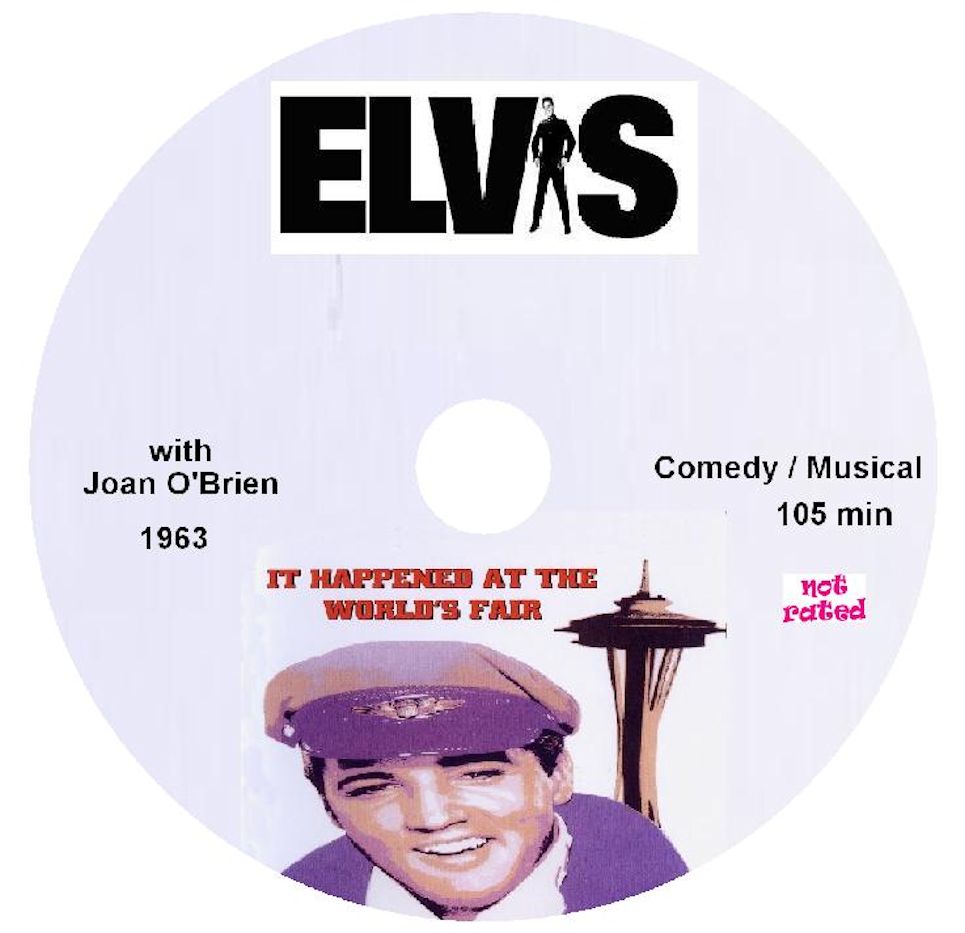 ELVIS
with
Joan O'Brien
1963
Comedy / Musical
105 min
not
rated
IT HAPPENED AT THE
WORLD'S FAIR